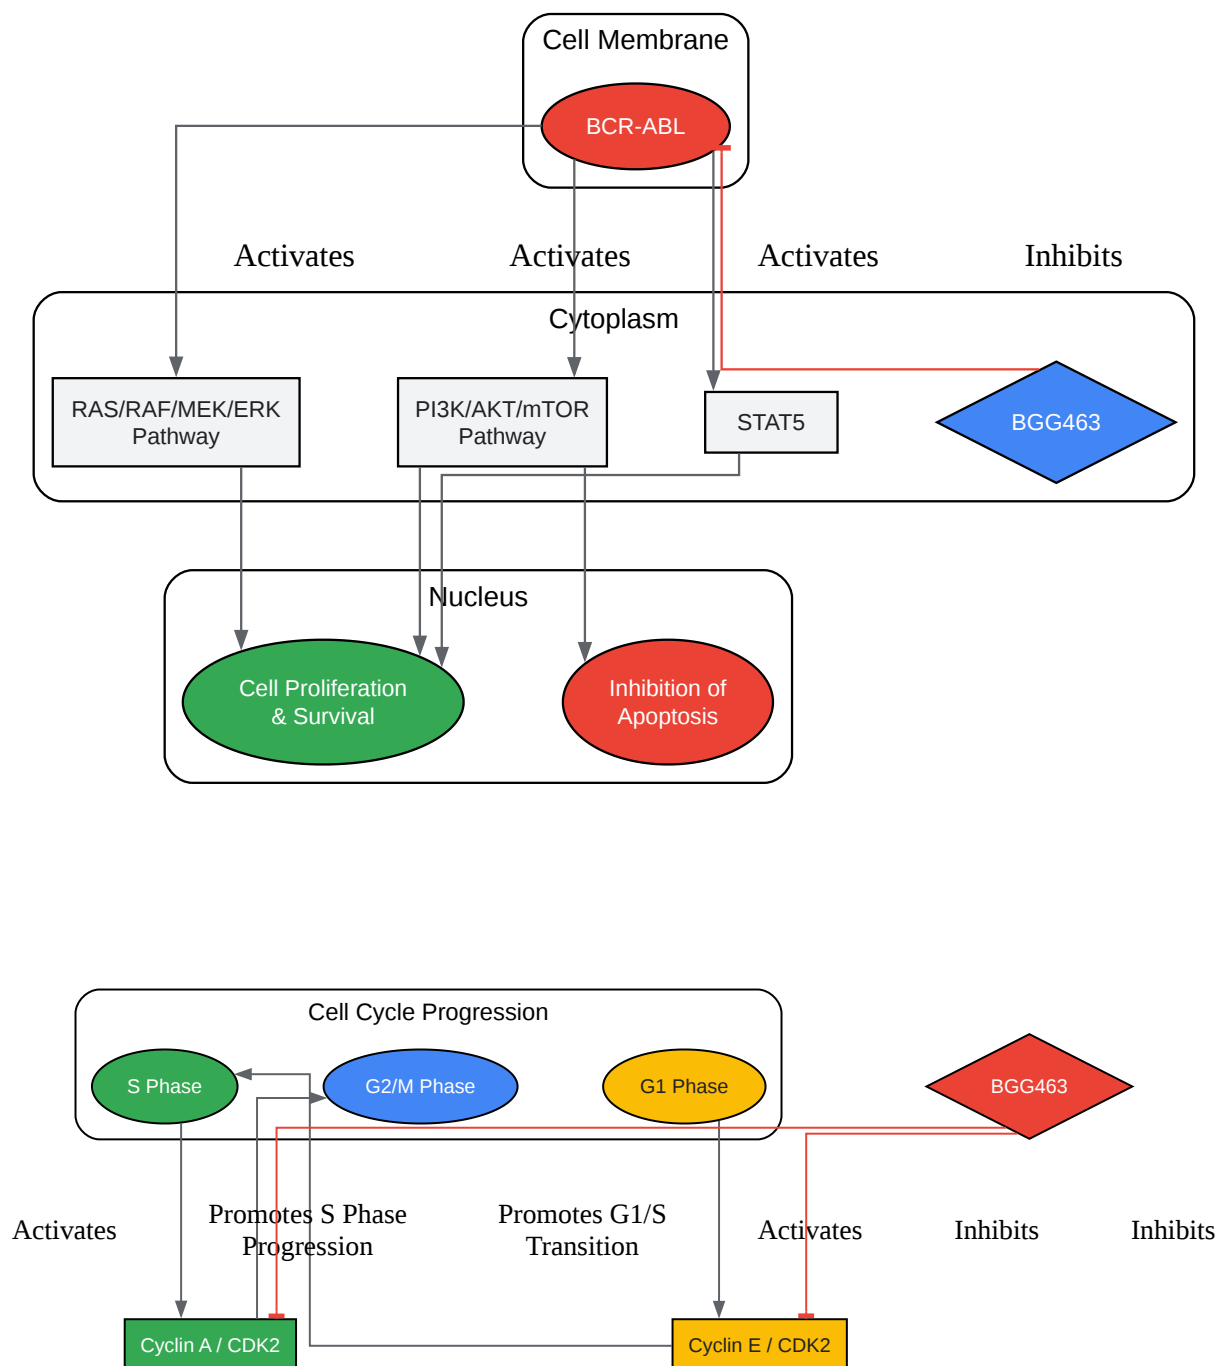 Cell Membrane
BCR-ABL
Activates
Activates
Activates
Inhibits
Cytoplasm
RAS/RAF/MEK/ERK
Pathway
PI3K/AKT/mTOR
Pathway
STAT5
BGG463
Nucleus
Cell Proliferation
& Survival
Inhibition of
Apoptosis
Cell Cycle Progression
S Phase
G2/M Phase
G1 Phase
BGG463
Activates
Promotes S Phase
Progression
Promotes G1/S
Transition
Activates
Inhibits
Inhibits
Cyclin A / CDK2
Cyclin E / CDK2